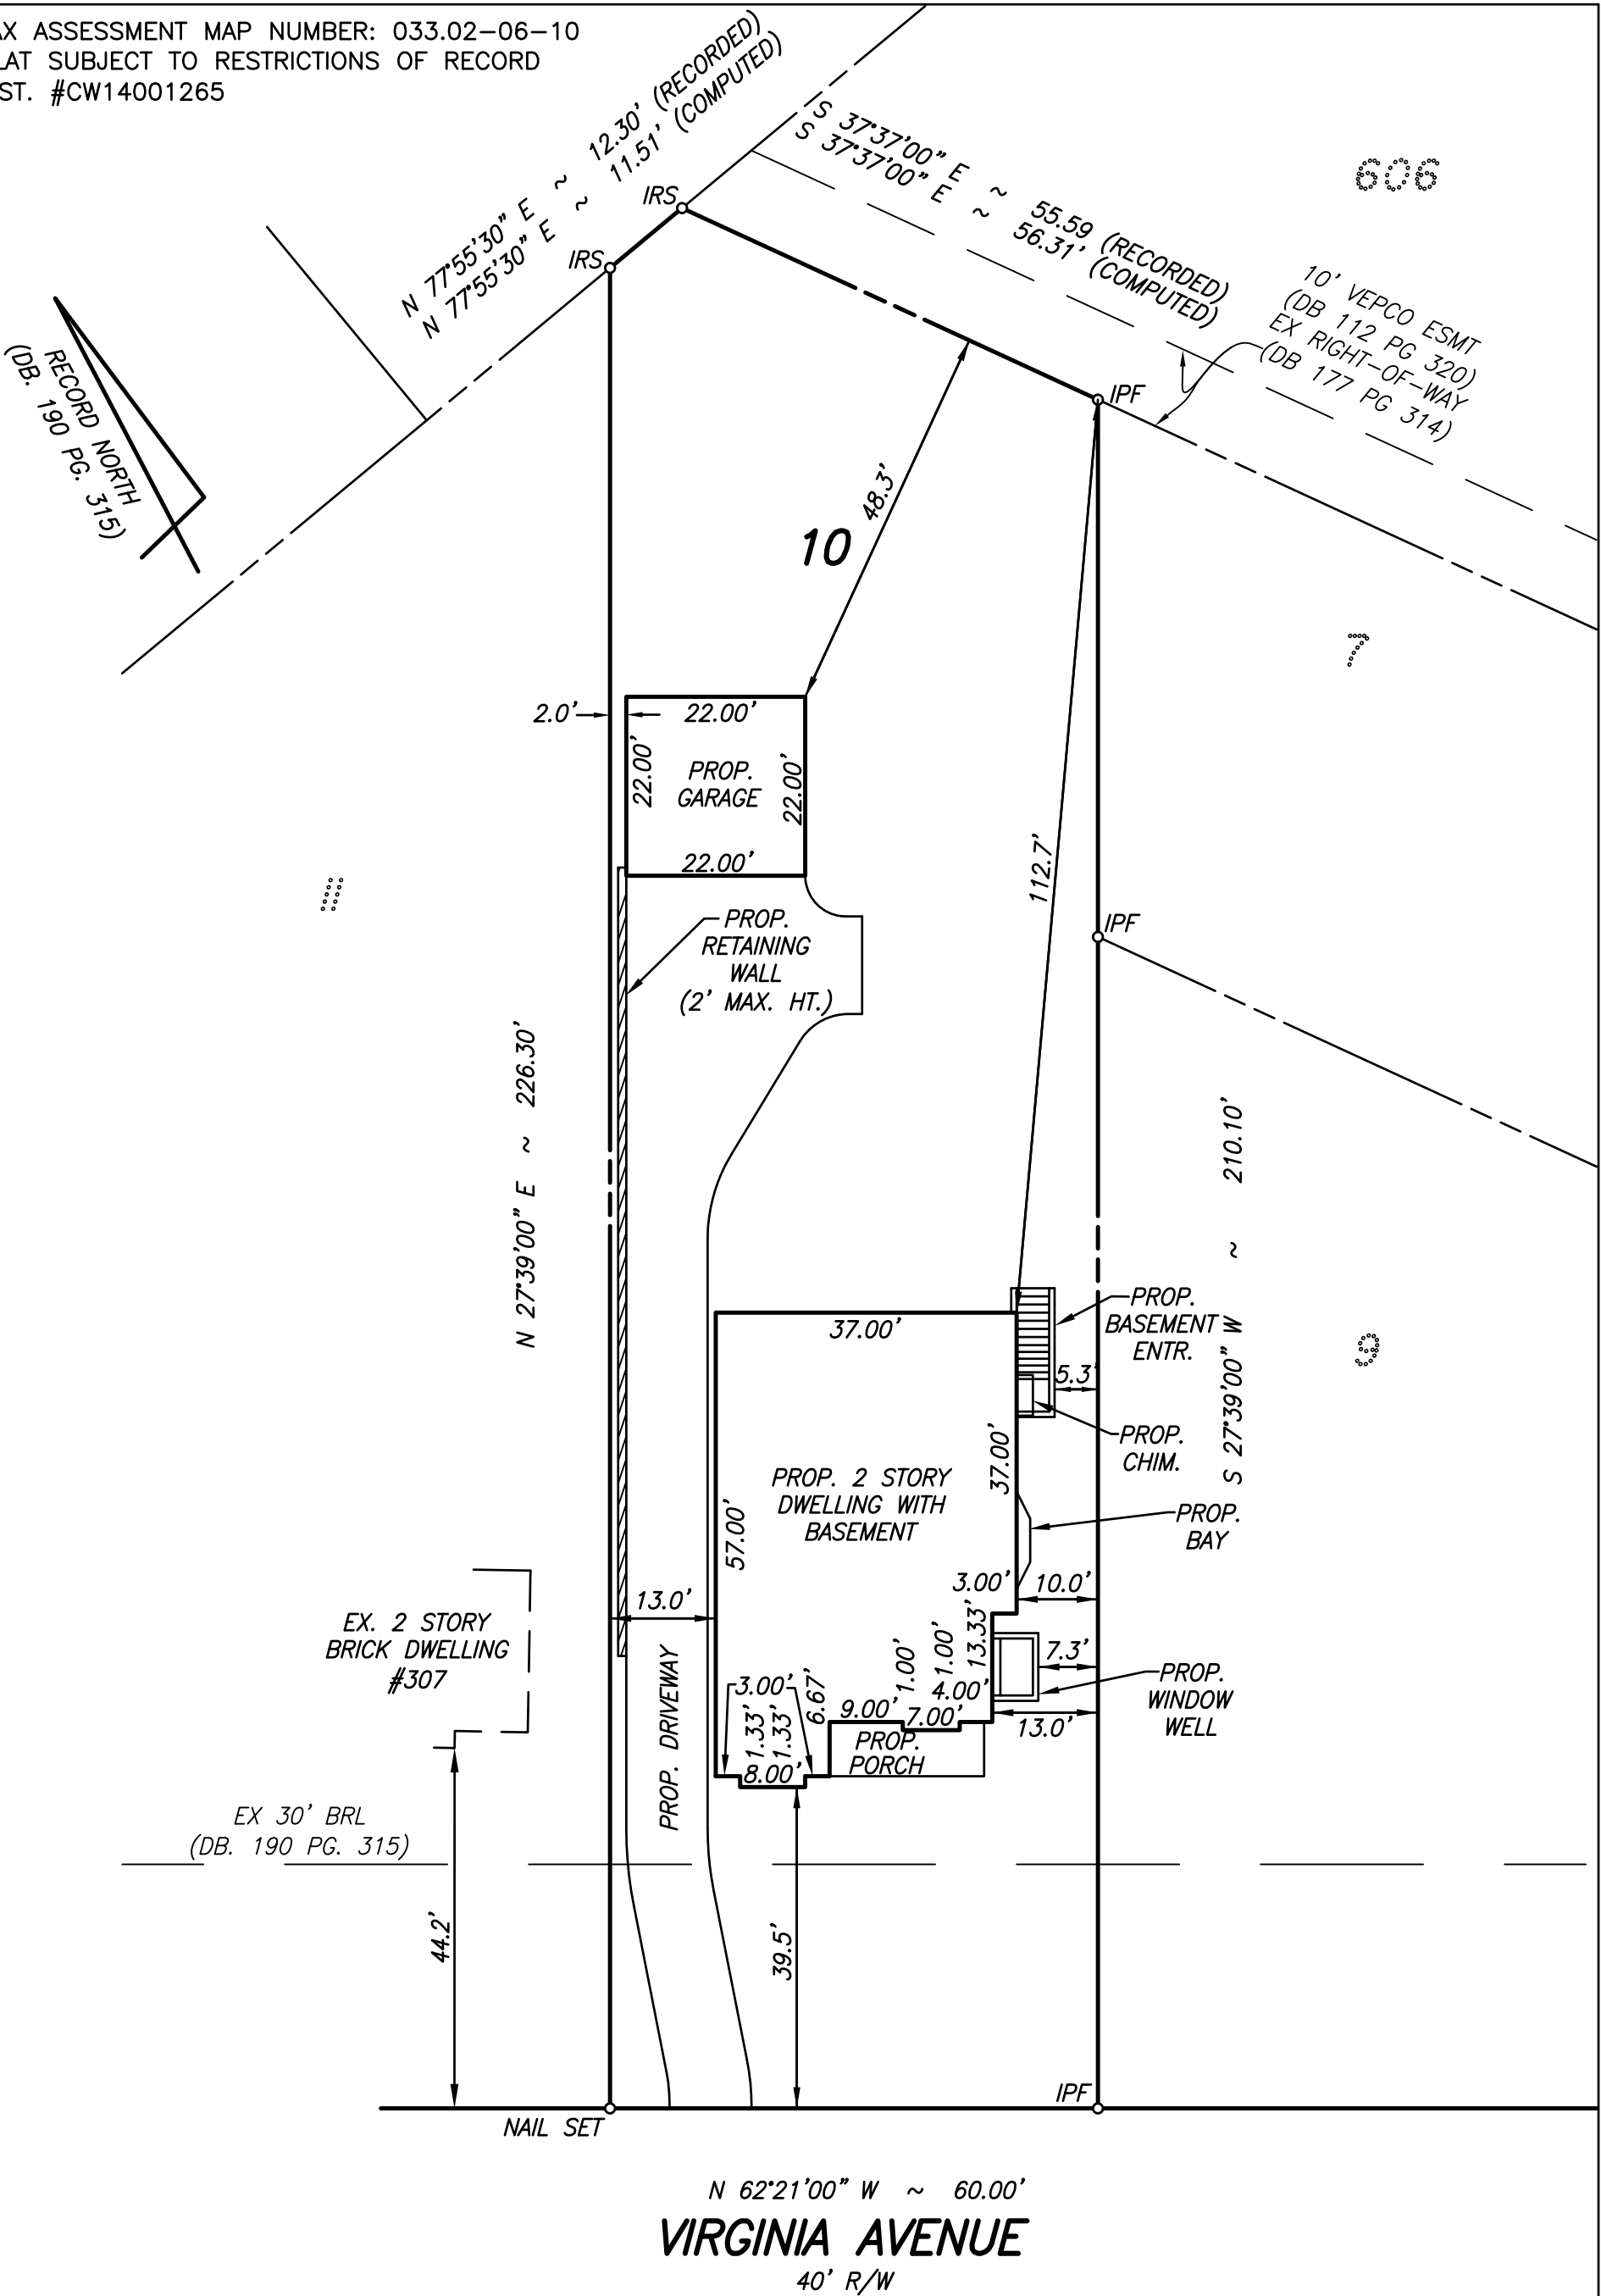 AX ASSESSMENT MAP NUMBER: 033.02-06-10
LAT SUBJECT TO RESTRICTIONS OF RECORD
ST. #CW14001265
N 77°55'30" E ~ 12.30' (RECORDED)
N 77°55'30" E ~ 11.51' (COMPUTED)
S 37°37'00" E ~ 55.59 (RECORDED)
S 37°37'00" E ~ 56.31' (COMPUTED)
606
IRS
IRS
10' VEPCO ESMT
(DB 112 PG 320)
EX RIGHT-OF-WAY
(DB 177 PG 314)
RECORD NORTH
(DB. 190 PG. 315)
IPF
48.3'
10
7
2.0'
22.00'
22.00'
PROP.
GARAGE
22.00'
22.00'
112.7'
11
PROP.
RETAINING
WALL
(2' MAX. HT.)
IPF
N 27°39'00" E ~ 226.30'
S 27°39'00" W ~ 210.10'
PROP.
BASEMENT
ENTR.
9
37.00'
5.3'
PROP.
CHIM.
37.00'
PROP. 2 STORY
DWELLING WITH
BASEMENT
57.00'
PROP.
BAY
3.00'
10.0'
13.0'
EX. 2 STORY
BRICK DWELLING
#307
13.33'
1.00'
1.00'
7.3'
PROP.
WINDOW
WELL
PROP. DRIVEWAY
3.00'
6.67'
4.00'
9.00'
7.00'
13.0'
1.33'
1.33'
PROP.
PORCH
8.00'
EX 30' BRL
(DB. 190 PG. 315)
44.2'
39.5'
IPF
NAIL SET
N 62°21'00" W ~ 60.00'
VIRGINIA AVENUE
40' R/W